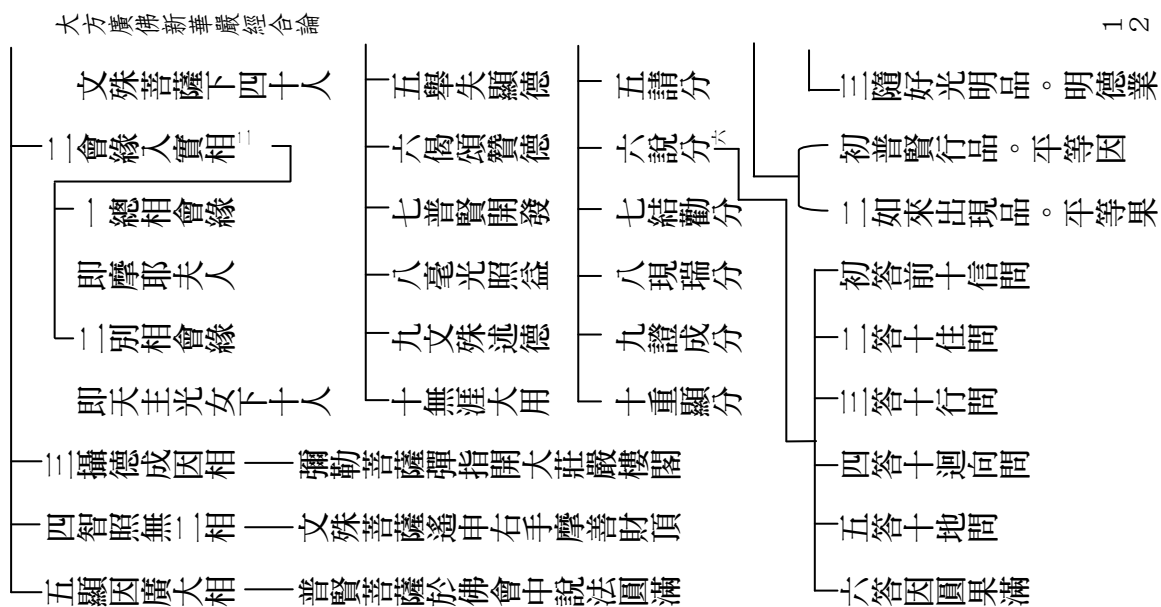 大方廣佛新華嚴經合論
12
文殊菩薩下四十人
二會緣入實相二
一總相會緣
即摩耶夫人
二別相會緣
即天主光女下十人
三攝德成因相
彌勒菩薩彈指開大莊嚴樓閣
四智照無二相
文殊菩薩遙申右手摩善財頂
五顯因廣大相
普賢菩薩於佛會中說法圓滿
五舉失顯德
六偈頌贊德
七普賢開發
八毫光照益
九文殊述德
十無涯大用
五請分
六說分六
七結勸分
八現瑞分
九證成分
十重顯分
三隨好光明品。明德業
初普賢行品。平等因
二如來出現品。平等果
初答前十信問
二答十住問
三答十行問
四答十迴向問
五答十地問
六答因圓果滿